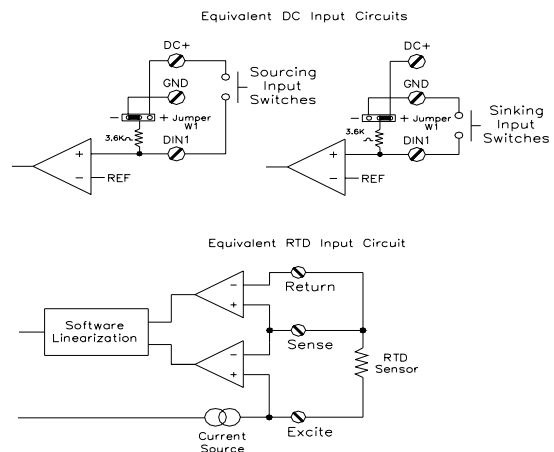 Equivalent DC Input Circuits
DC+
GND
− + Jumper
W1
3.6K
DIN1
+
−
REF
Sourcing
Input
Switches
DC+
GND
− + Jumper
W1
3.6K
DIN1
+
−
REF
Sinking
Input
Switches
Equivalent RTD Input Circuit
Return
−
+
Software
Linearization
Sense
−
+
RTD
Sensor
Excite
Current
Source